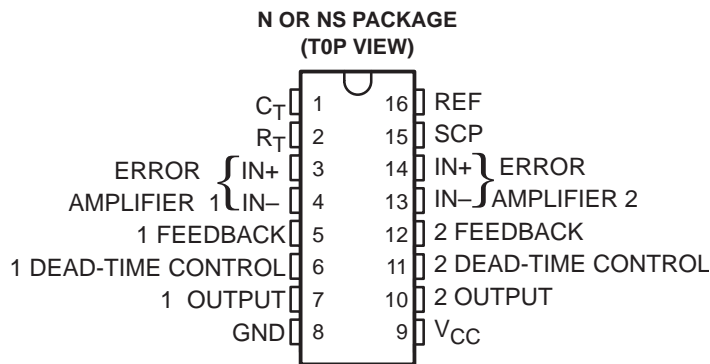 N OR NS PACKAGE
(T0P VIEW)
CT 1 16 REF
RT 2 15 SCP
ERROR { IN+ 3 14 IN+ } ERROR
AMPLIFIER 1 { IN– 4 13 IN– } AMPLIFIER 2
1 FEEDBACK 5 12 2 FEEDBACK
1 DEAD-TIME CONTROL 6 11 2 DEAD-TIME CONTROL
1 OUTPUT 7 10 2 OUTPUT
GND 8 9 VCC